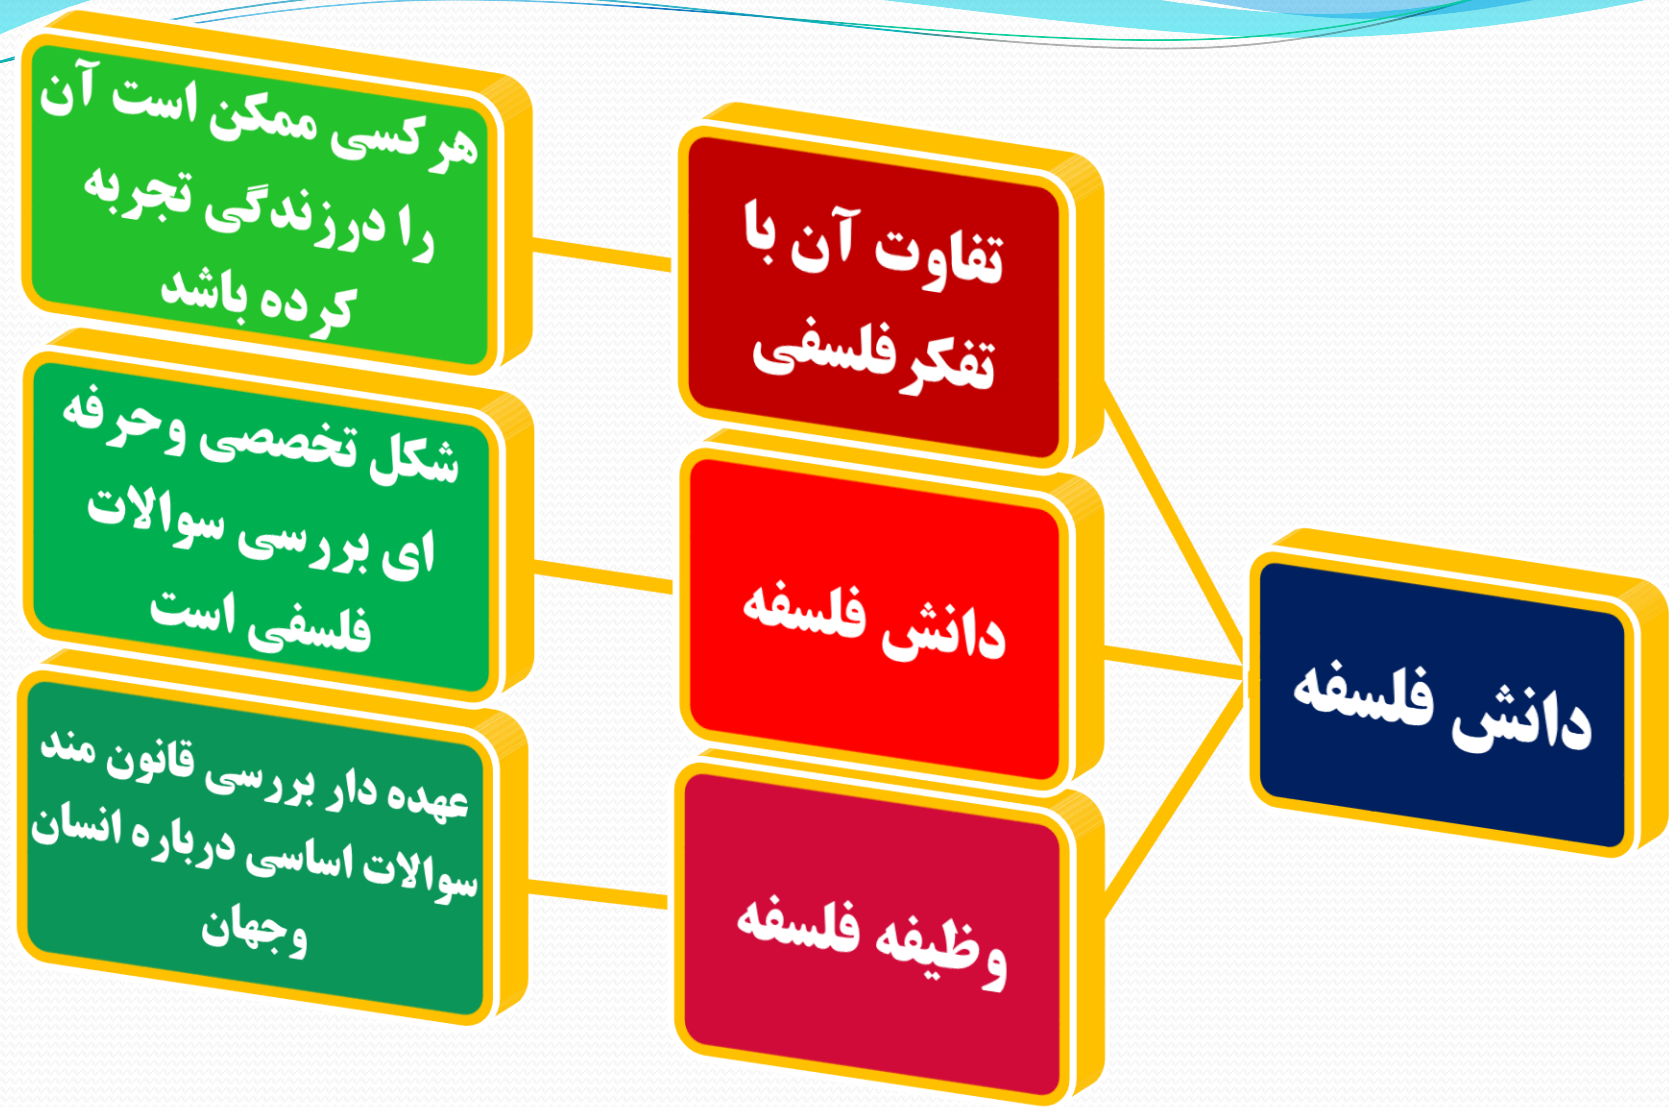 دانش فلسفه
تفاوت آن با
تفکر فلسفی
هر کسی ممکن است آن
را درزندگی تجربه
کرده باشد
دانش فلسفه
شکل تخصصی وحرفه
ای بررسی سوالات
فلسفی است
وظیفه فلسفه
عهده دار بررسی قانون مند
سوالات اساسی درباره انسان
وجهان